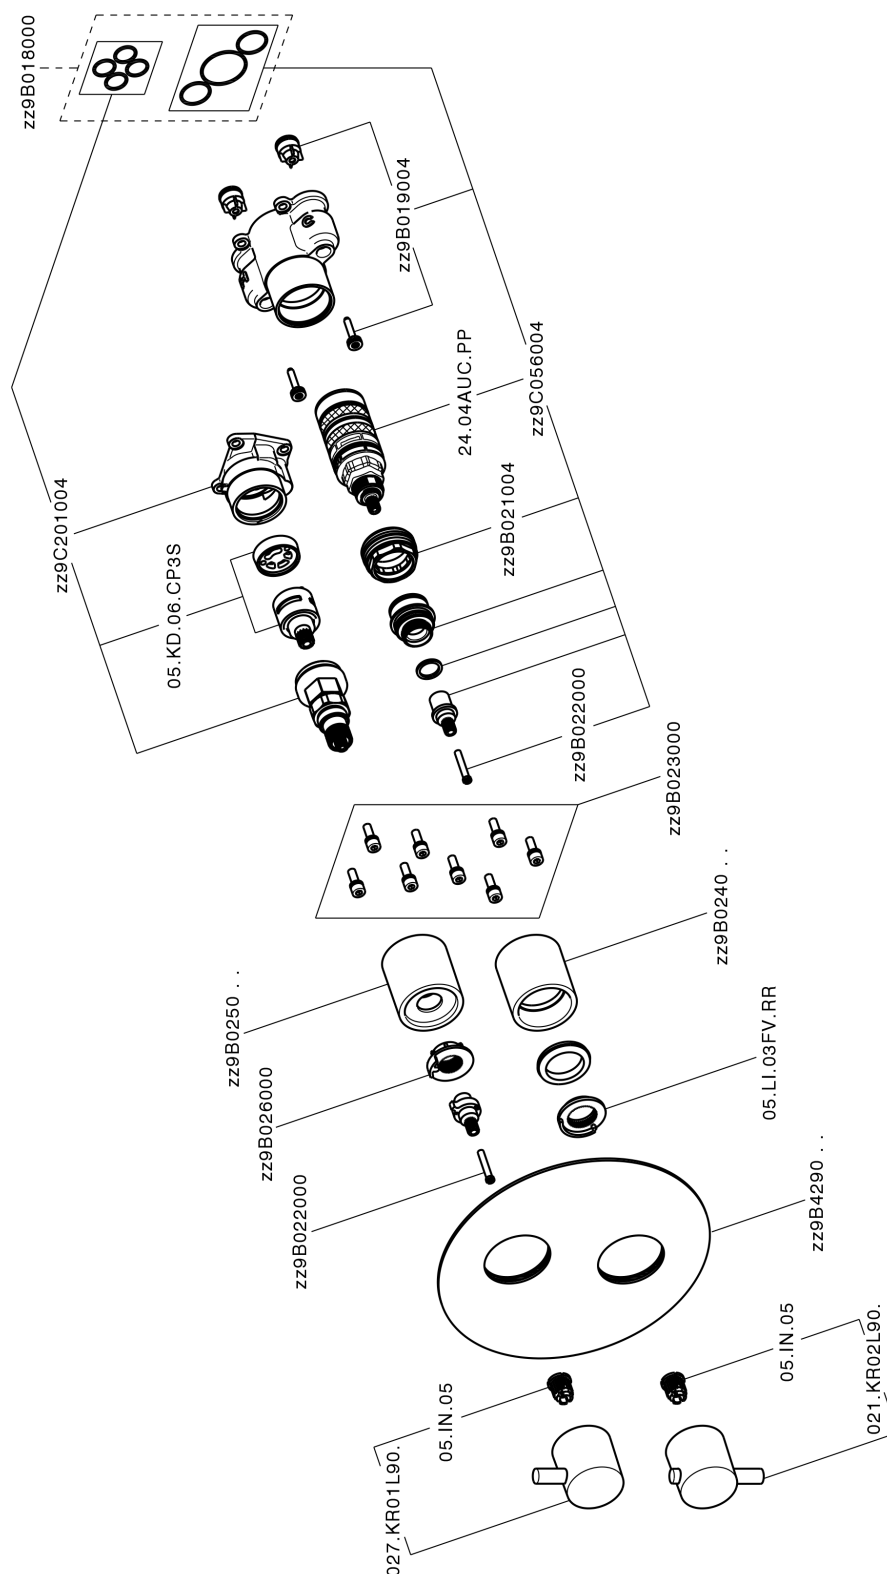 zz9B018000
zz9B019004
24.04AUC.PP
zz9C056004
zz9C201004
05.KD.06.CP3S
zz9B021004
zz9B022000
zz9B023000
zz9B0240 . .
zz9B0250 . .
zz9B026000
05.LI.03FV.RR
zz9B022000
zz9B4290 . .
05.IN.05
05.IN.05
021.KR02L90.
027.KR01L90.